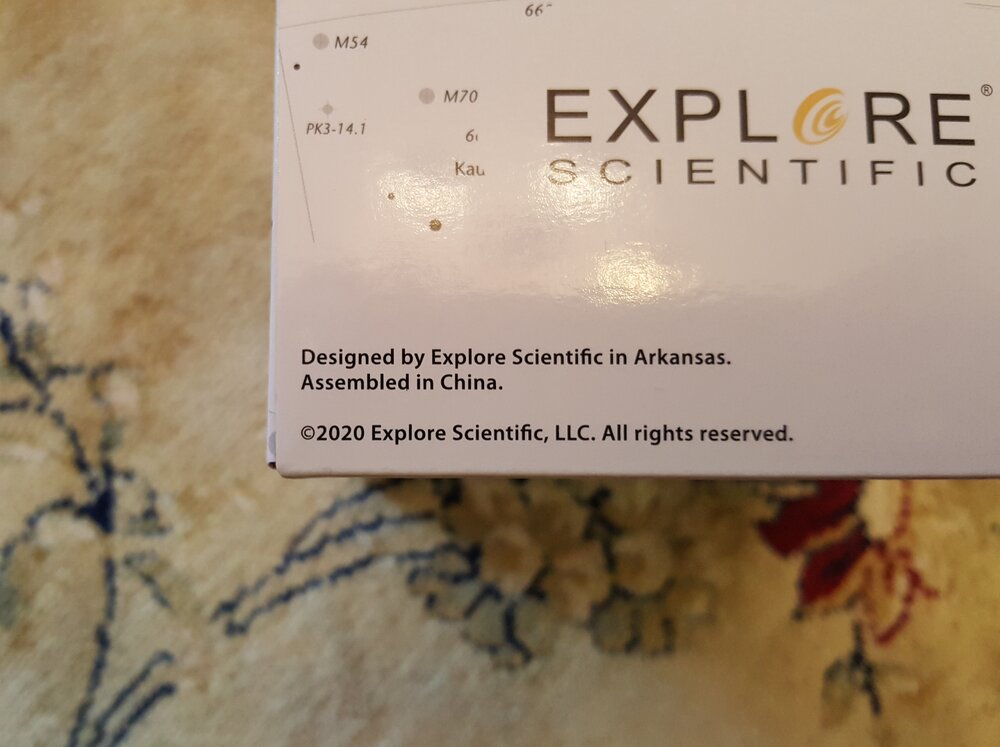 66°
M54
M70
PK3-14.1
EXPLORE®
SCIENTIFIC
Designed by Explore Scientific in Arkansas.
Assembled in China.
©2020 Explore Scientific, LLC. All rights reserved.